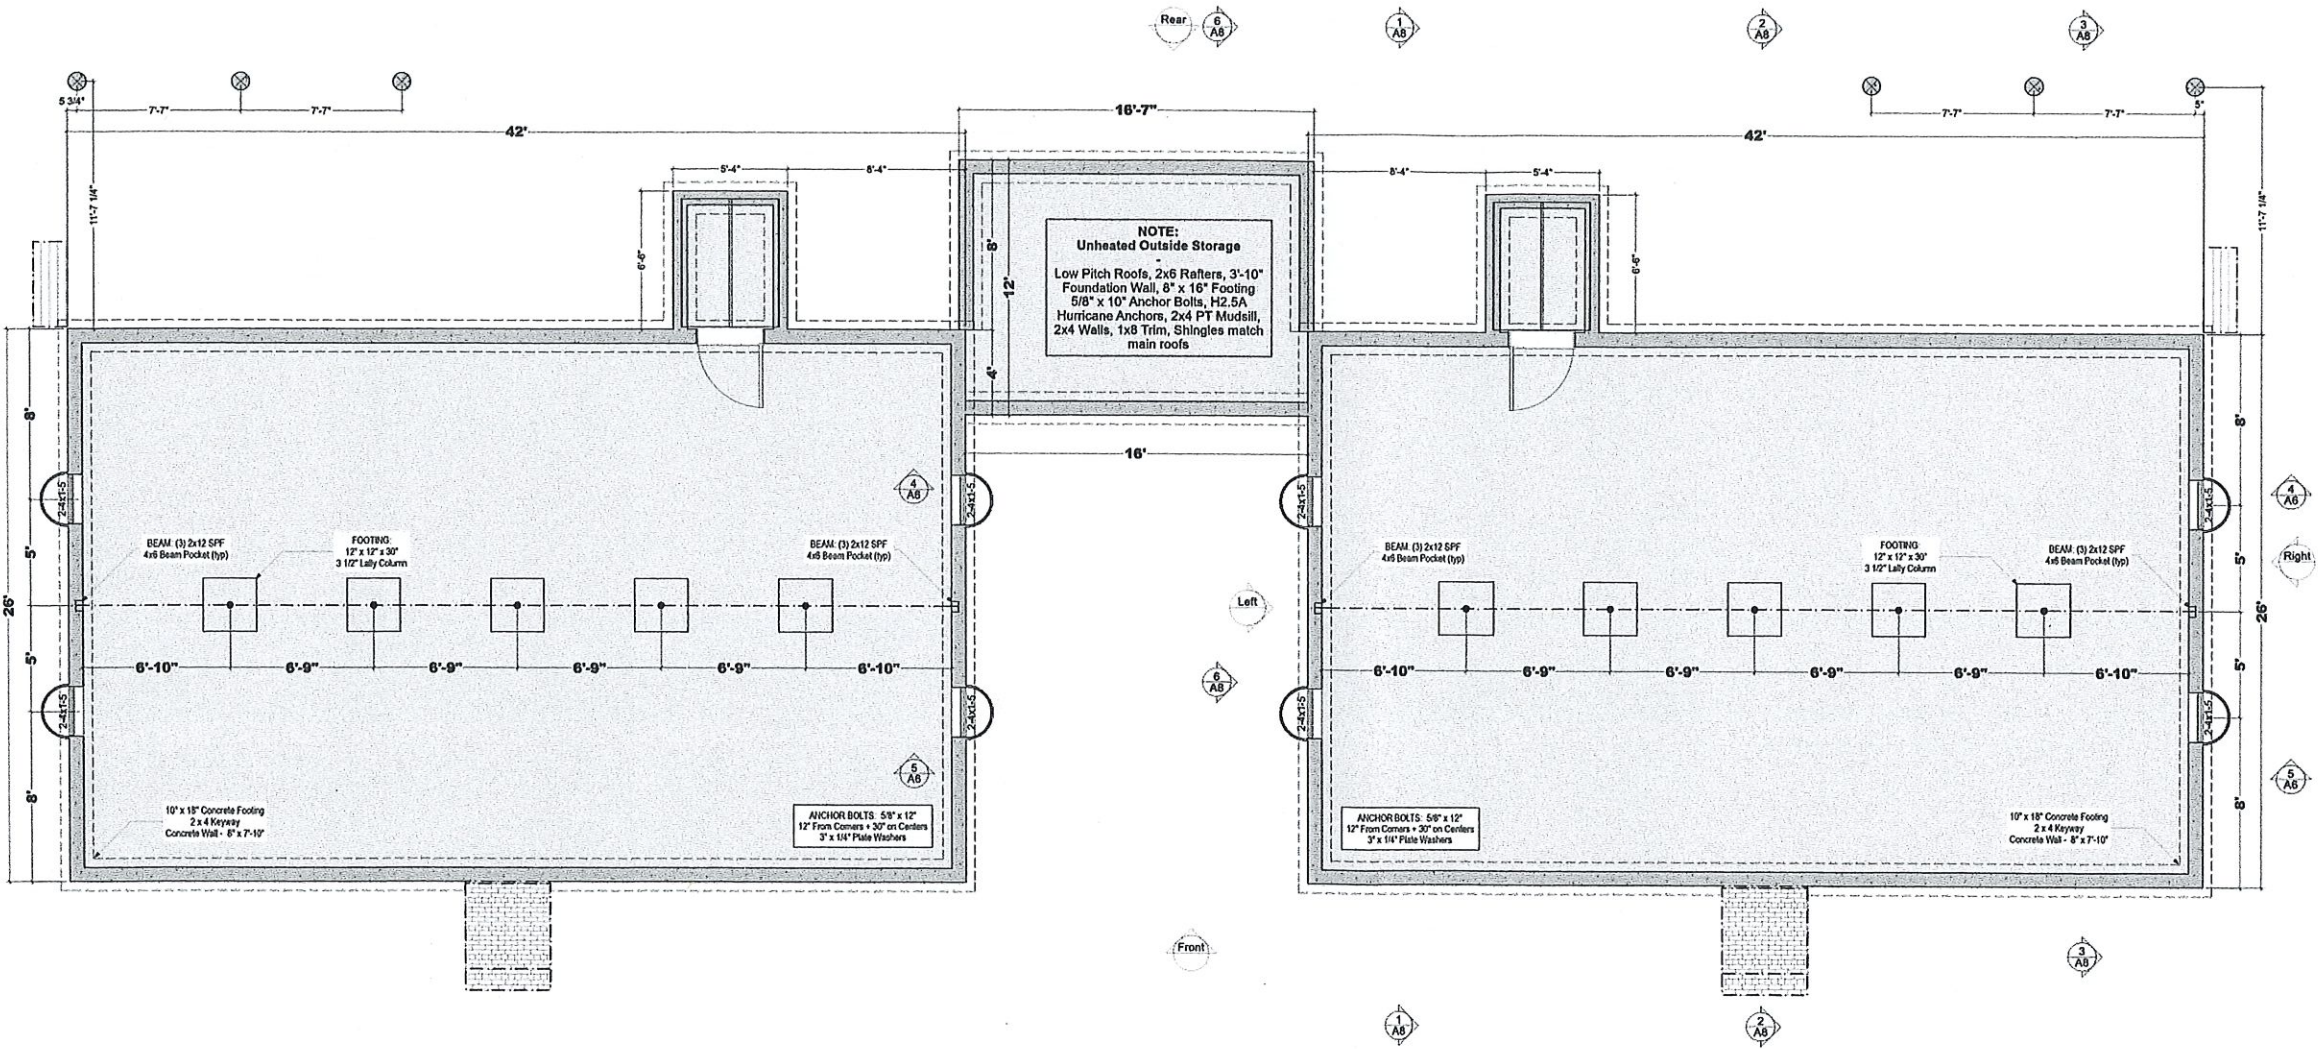 Rear
6
A8
1
A8
2
A8
3
A8
5 3/4"
7'-7"
7'-7"
7'-7"
7'-7"
5"
42'
16'-7"
42'
11'-7 1/4"
5'-4"
8'-4"
8'-4"
5'-4"
11'-7 1/4"
6'-6"
8'
12'
4'
6'-6"
NOTE:
Unheated Outside Storage
-
Low Pitch Roofs, 2x6 Rafters, 3'-10"
Foundation Wall, 8" x 16" Footing
5/8" x 10" Anchor Bolts, H2.5A
Hurricane Anchors, 2x4 PT Mudsill,
2x4 Walls, 1x8 Trim, Shingles match
main roofs
16'
8'
5'
5'
8'
26'
2-4x1-5
2-4x1-5
2-4x1-5
2-4x1-5
4
A8
BEAM: (3) 2x12 SPF
4x6 Beam Pocket (typ)
FOOTING:
12" x 12" x 30"
3 1/2" Lally Column
BEAM: (3) 2x12 SPF
4x6 Beam Pocket (typ)
6'-10"
6'-9"
6'-9"
6'-9"
6'-9"
6'-10"
5
A6
10" x 18" Concrete Footing
2 x 4 Keyway
Concrete Wall - 8" x 7'-10"
ANCHOR BOLTS: 5/8" x 12"
12" From Corners + 30" on Centers
3" x 1/4" Plate Washers
Left
6
A8
Front
2-4x1-5
2-4x1-5
2-4x1-5
2-4x1-5
BEAM: (3) 2x12 SPF
4x6 Beam Pocket (typ)
FOOTING:
12" x 12" x 30"
3 1/2" Lally Column
BEAM: (3) 2x12 SPF
4x6 Beam Pocket (typ)
6'-10"
6'-9"
6'-9"
6'-9"
6'-9"
6'-10"
ANCHOR BOLTS: 5/8" x 12"
12" From Corners + 30" on Centers
3" x 1/4" Plate Washers
10" x 18" Concrete Footing
2 x 4 Keyway
Concrete Wall - 8" x 7'-10"
8'
5'
5'
8'
26'
4
A6
Right
5
A6
3
A8
1
A8
2
A8